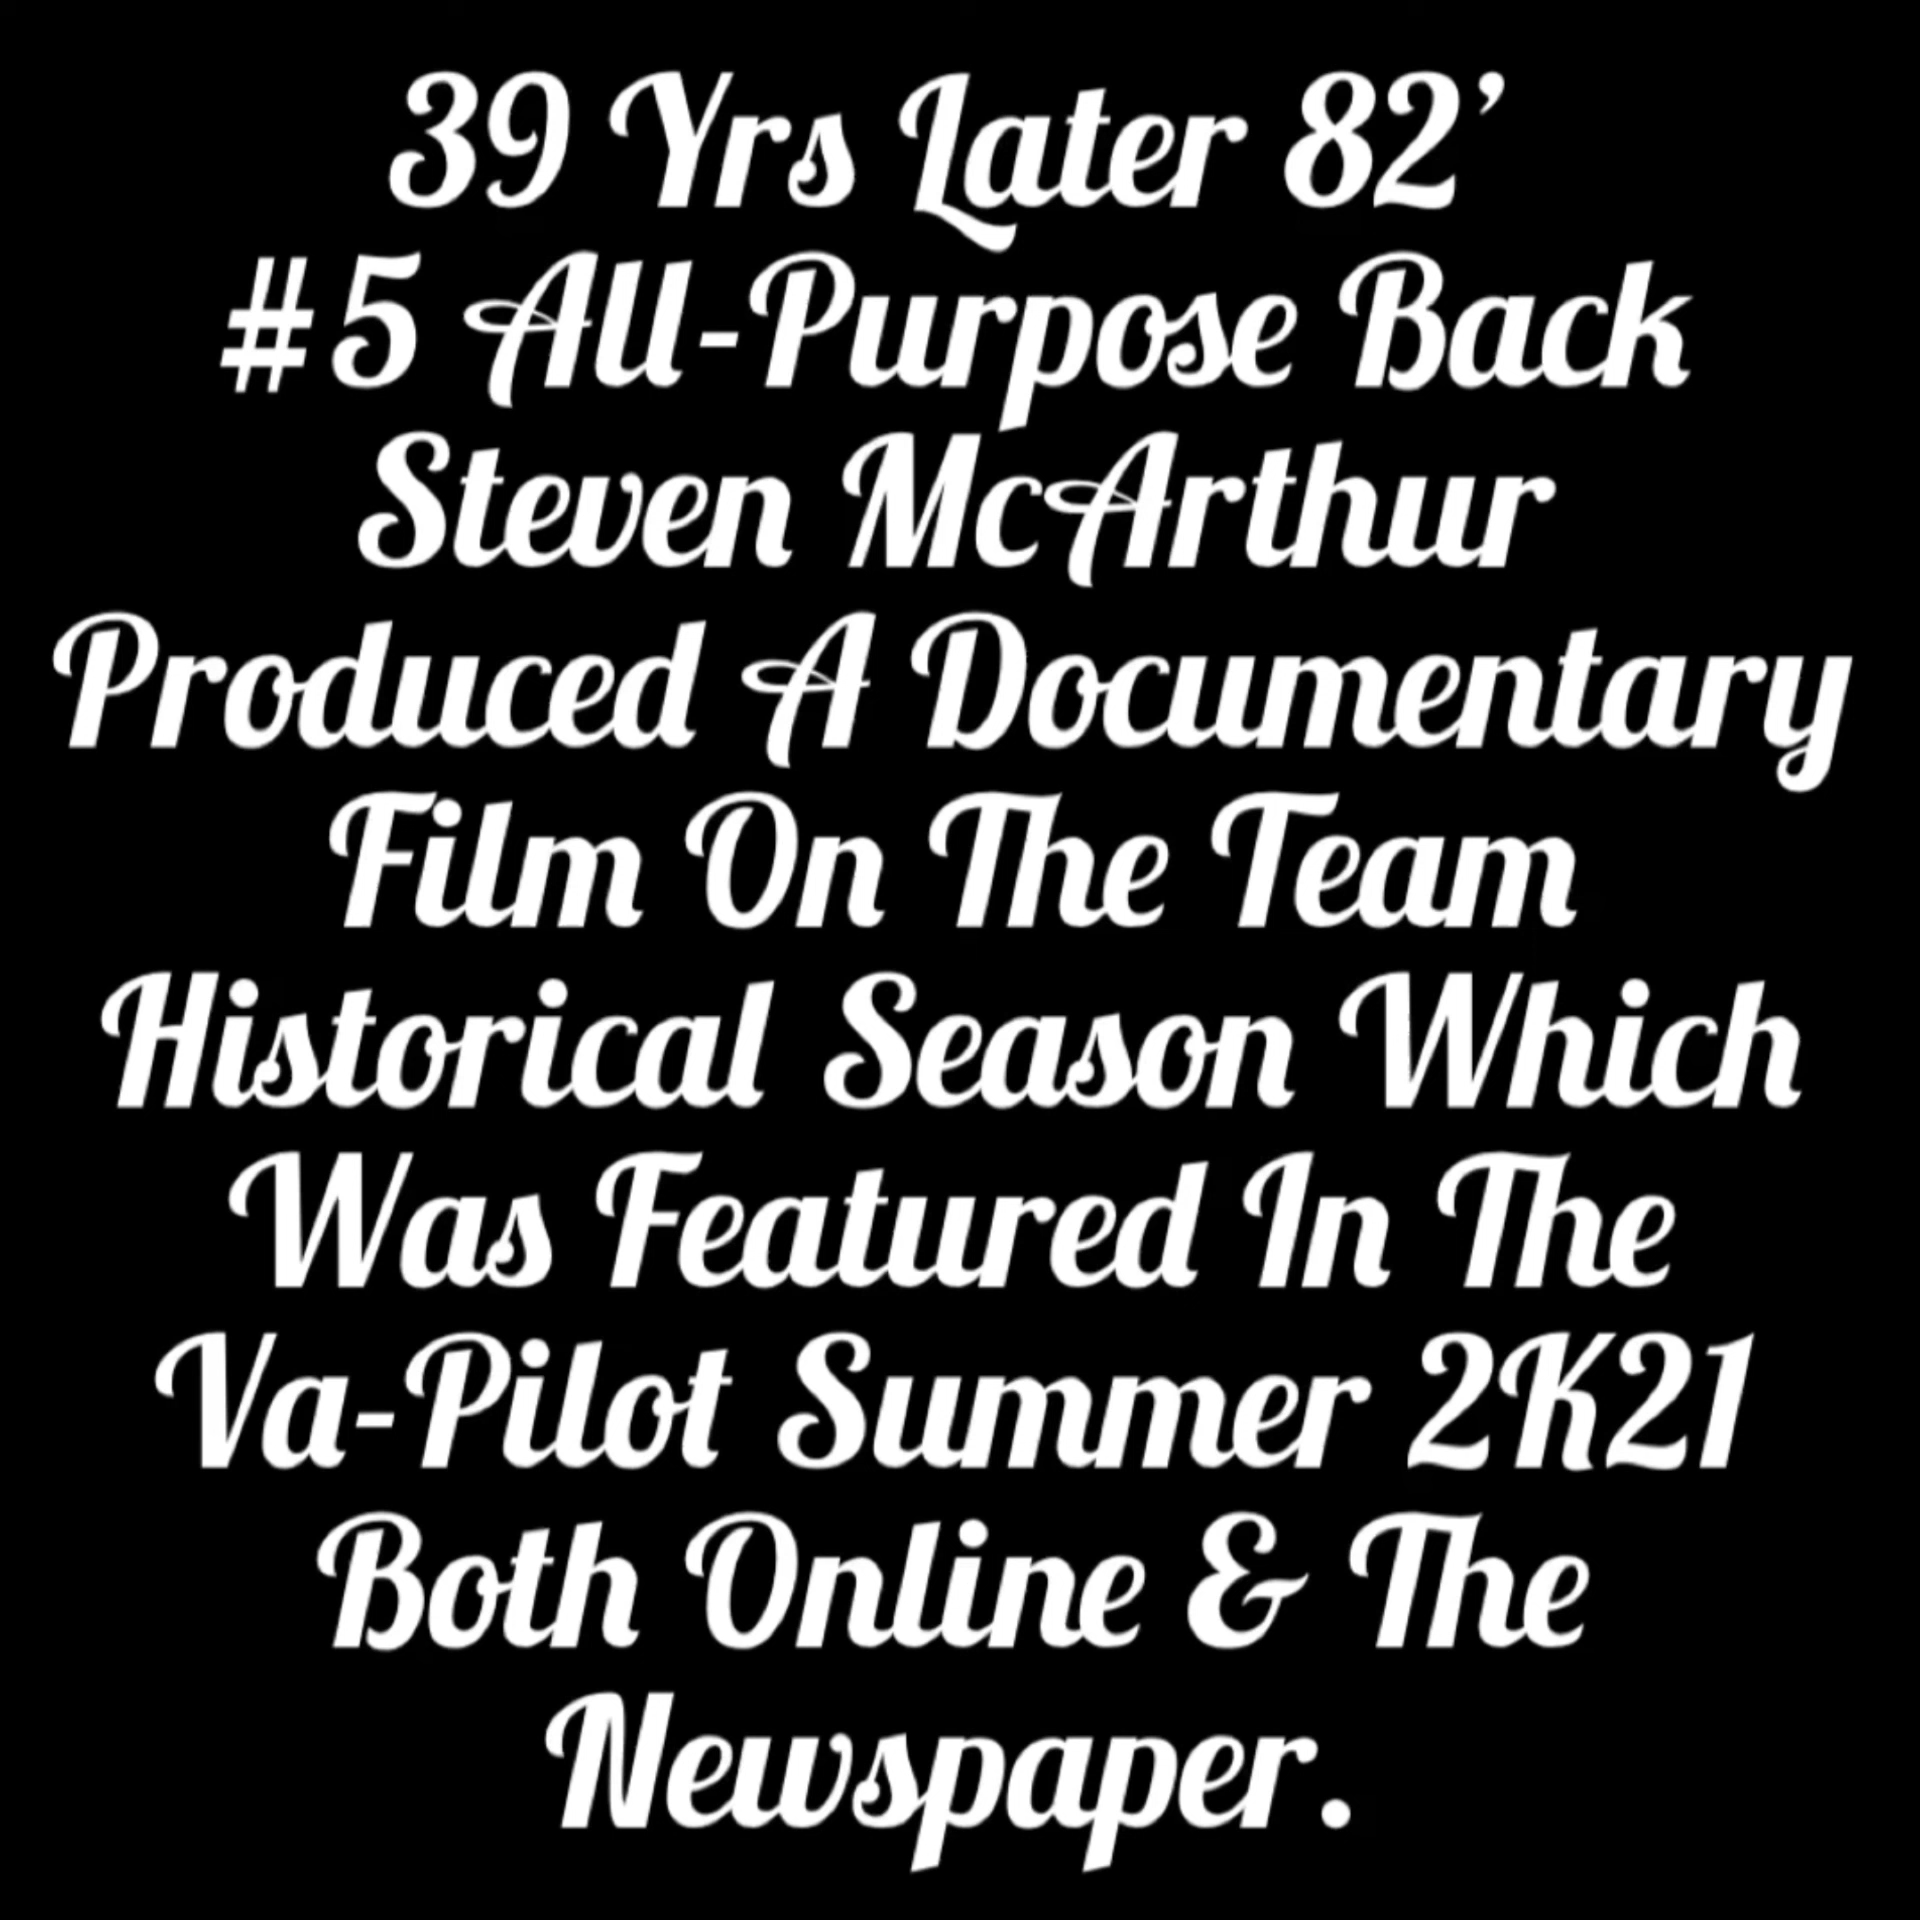 39 Yrs Later 82’
#5 All-Purpose Back
Steven McArthur
Produced A Documentary
Film On The Team
Historical Season Which
Was Featured In The
Va-Pilot Summer 2K21
Both Online & The
Newspaper.